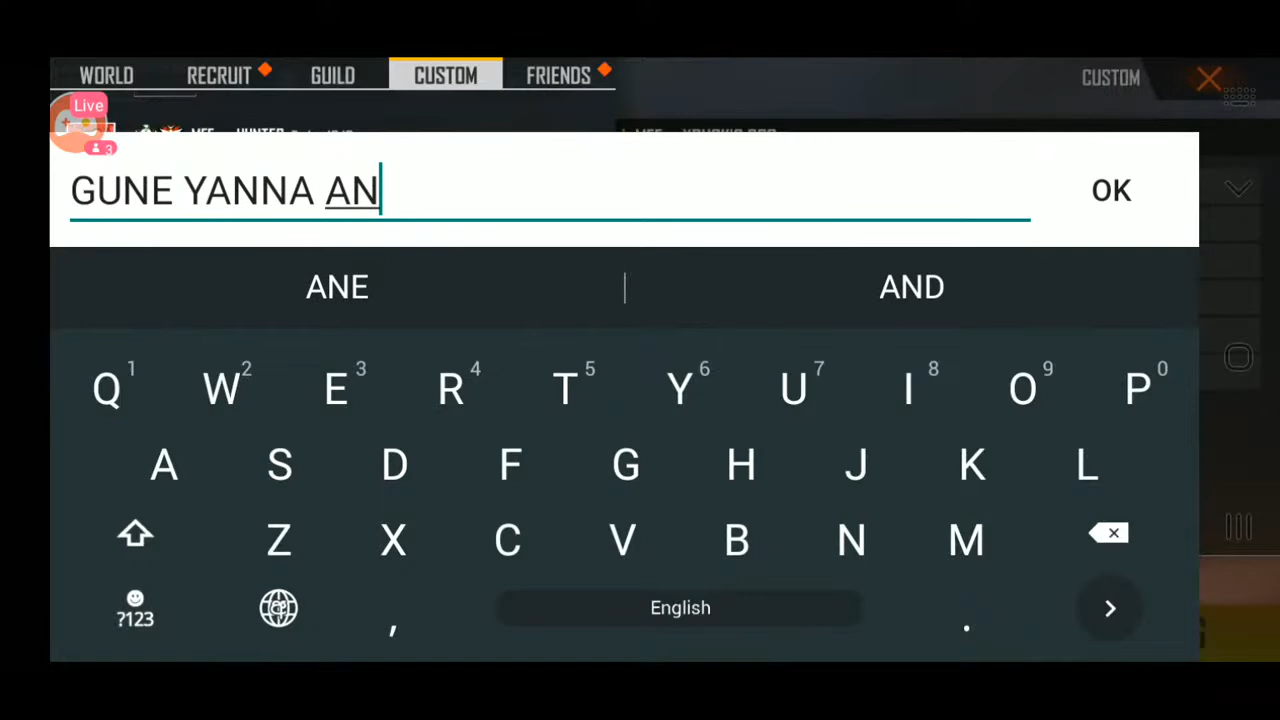 WORLD RECRUIT GUILD CUSTOM FRIENDS CUSTOM
Live
3
GUNE YANNA AN OK
ANE AND
Q1 W2 E3 R4 T5 Y6 U7 I8 O9 P0
A S D F G H J K L
Z X C V B N M
?123 , English .